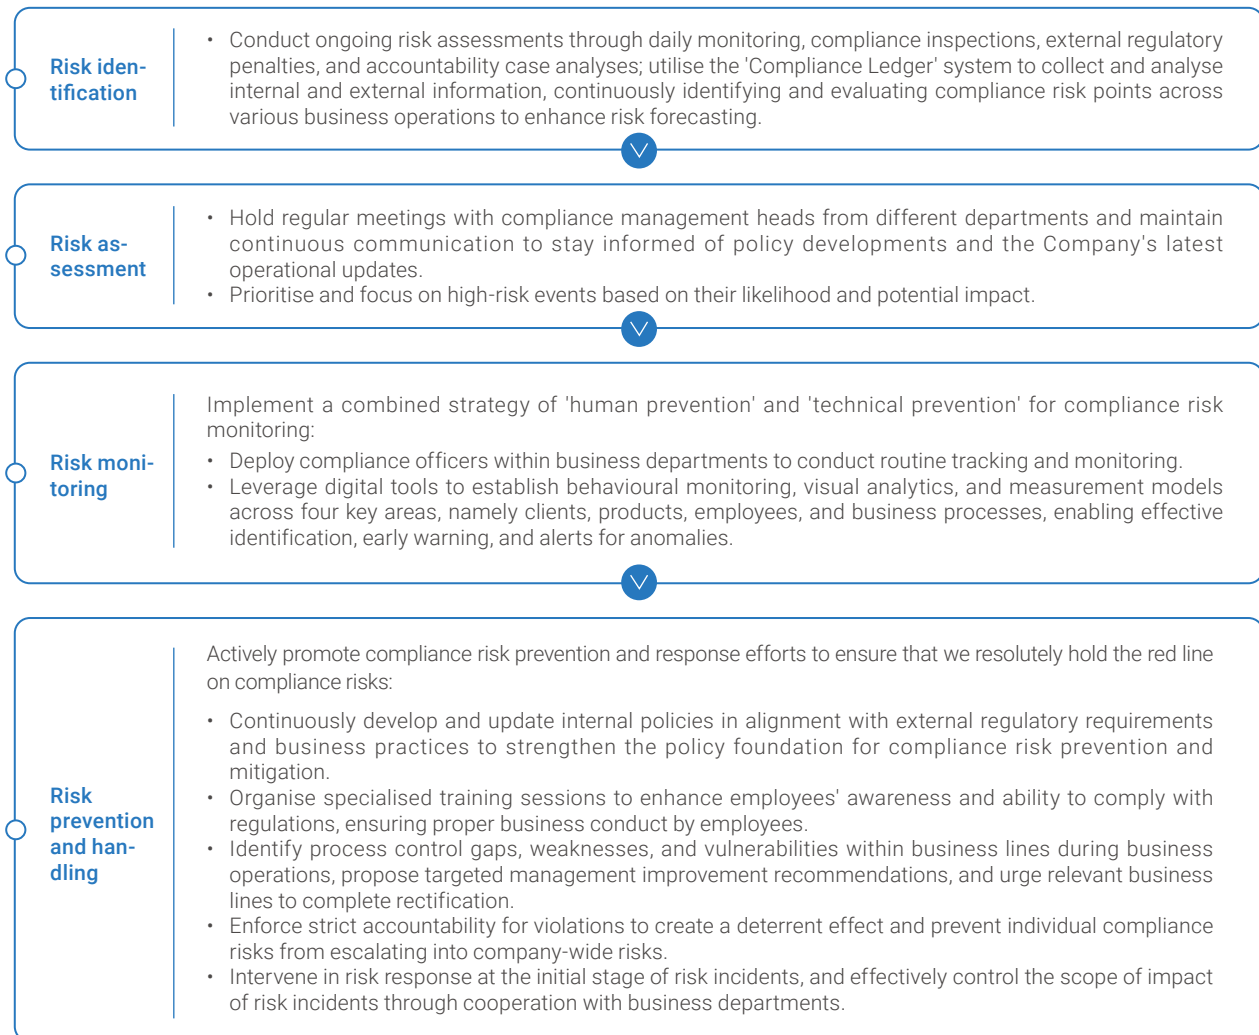 Risk iden-
tification
• Conduct ongoing risk assessments through daily monitoring, compliance inspections, external regulatory
penalties, and accountability case analyses; utilise the 'Compliance Ledger' system to collect and analyse
internal and external information, continuously identifying and evaluating compliance risk points across
various business operations to enhance risk forecasting.
Risk as-
sessment
• Hold regular meetings with compliance management heads from different departments and maintain
continuous communication to stay informed of policy developments and the Company's latest
operational updates.
• Prioritise and focus on high-risk events based on their likelihood and potential impact.
Risk moni-
toring
Implement a combined strategy of 'human prevention' and 'technical prevention' for compliance risk
monitoring:
• Deploy compliance officers within business departments to conduct routine tracking and monitoring.
• Leverage digital tools to establish behavioural monitoring, visual analytics, and measurement models
across four key areas, namely clients, products, employees, and business processes, enabling effective
identification, early warning, and alerts for anomalies.
Risk
prevention
and han-
dling
Actively promote compliance risk prevention and response efforts to ensure that we resolutely hold the red line
on compliance risks:
• Continuously develop and update internal policies in alignment with external regulatory requirements
and business practices to strengthen the policy foundation for compliance risk prevention and
mitigation.
• Organise specialised training sessions to enhance employees' awareness and ability to comply with
regulations, ensuring proper business conduct by employees.
• Identify process control gaps, weaknesses, and vulnerabilities within business lines during business
operations, propose targeted management improvement recommendations, and urge relevant business
lines to complete rectification.
• Enforce strict accountability for violations to create a deterrent effect and prevent individual compliance
risks from escalating into company-wide risks.
• Intervene in risk response at the initial stage of risk incidents, and effectively control the scope of impact
of risk incidents through cooperation with business departments.